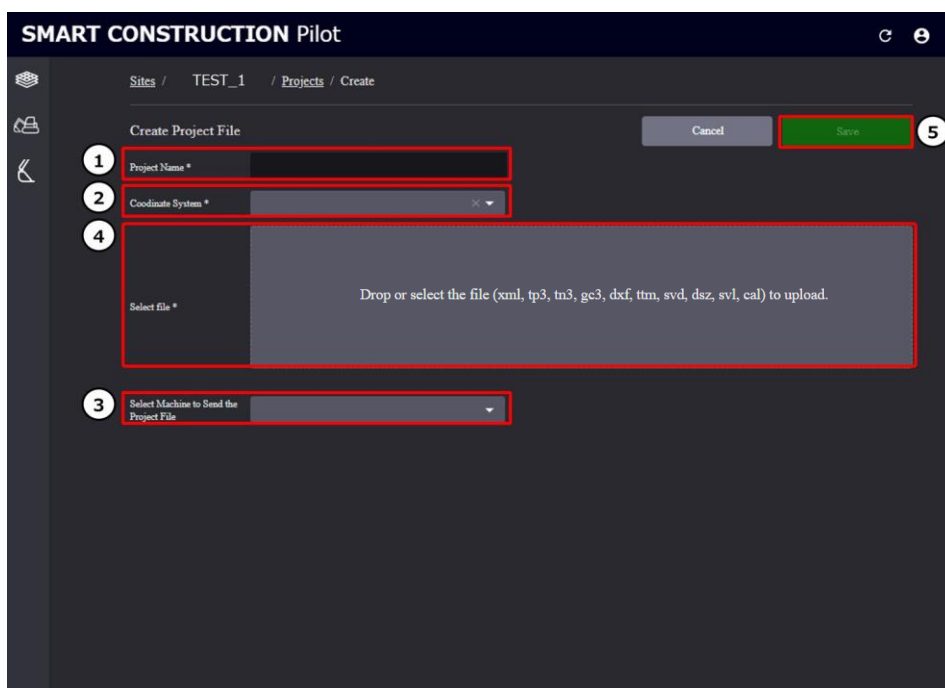 SMART CONSTRUCTION Pilot
Sites / TEST_1 / Projects / Create
Create Project File
Cancel
Save
5
1
Project Name *
2
Coodinate System *
4
Select file *
Drop or select the file (xml, tp3, tn3, gc3, dxf, ttm, svd, dsz, svl, cal) to upload.
3
Select Machine to Send the
Project File